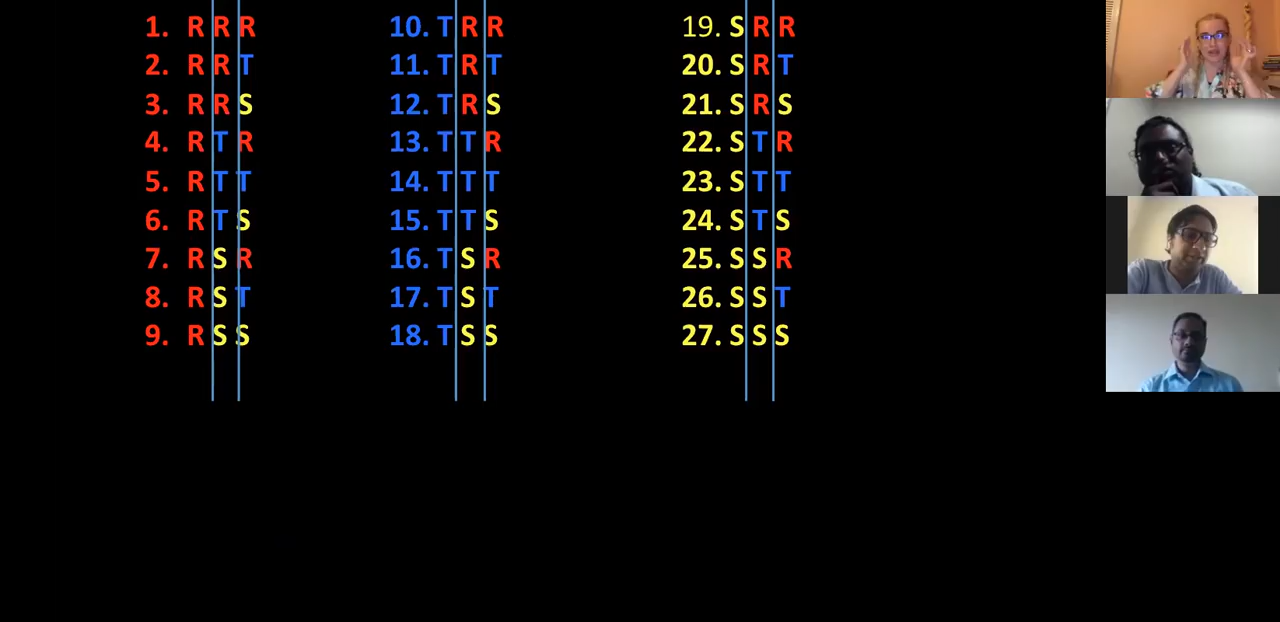 1. R R R
2. R R T
3. R R S
4. R T R
5. R T T
6. R T S
7. R S R
8. R S T
9. R S S
10. T R R
11. T R T
12. T R S
13. T T R
14. T T T
15. T T S
16. T S R
17. T S T
18. T S S
19. S R R
20. S R T
21. S R S
22. S T R
23. S T T
24. S T S
25. S S R
26. S S T
27. S S S